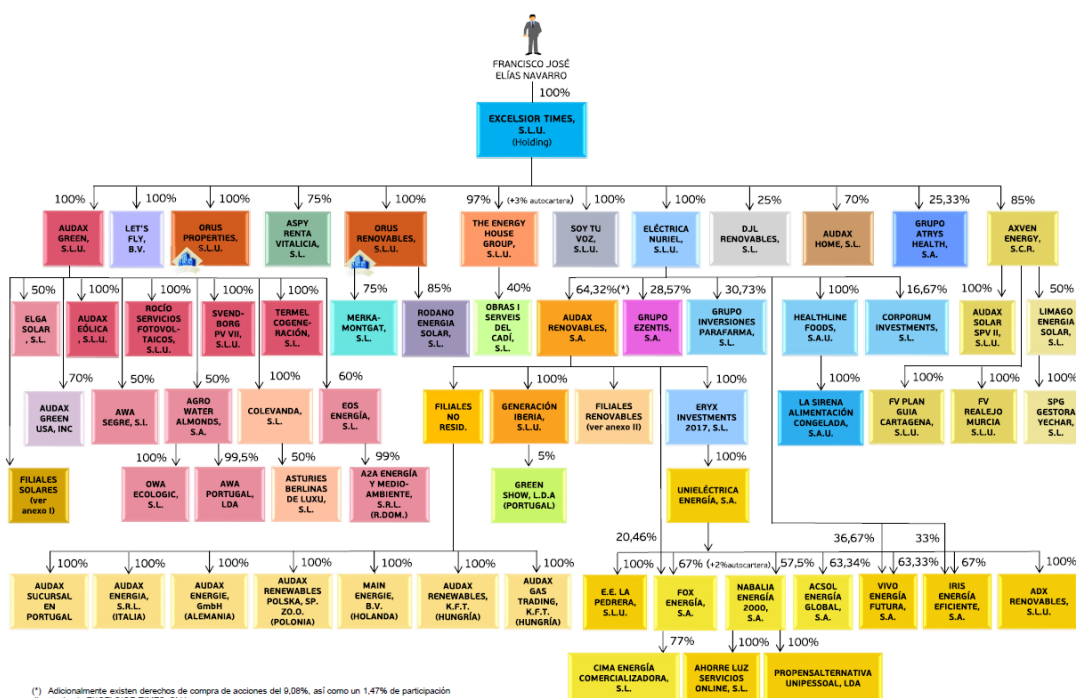 FRANCISCO JOSÉ
ELÍAS NAVARRO
100%
EXCELSIOR TIMES,
S.L.U.
(Holding)
100%
100%
100%
75%
100%
97% (+3% autocartera)
100%
100%
25%
70%
25,33%
85%
AUDAX
GREEN,
S.L.U.
LET'S
FLY,
B.V.
ORUS
PROPERTIES,
S.L.U.
ASPY
RENTA
VITALICIA,
S.L.
ORUS
RENOVABLES,
S.L.U.
THE ENERGY
HOUSE
GROUP,
S.L.U.
SOY TU
VOZ,
S.L.U.
ELÉCTRICA
NURIEL,
S.L.U.
DJL
RENOVABLES,
S.L.
AUDAX
HOME, S.L.
GRUPO
ATRYS
HEALTH,
S.A.
AXVEN
ENERGY,
S.C.R.
50%
100%
100%
100%
100%
75%
85%
40%
64,32%(*)
28,57%
30,73%
100%
16,67%
100%
50%
ELGA
SOLAR
, S.L.
AUDAX
EÓLICA
, S.L.U.
ROCÍO
SERVICIOS
FOTOVOL-
TAICOS,
S.L.U.
SVEND-
BORG
PV VII,
S.L.U.
TERMEL
COGENE-
RACIÓN,
S.L.U.
MERKA-
MONTGAT,
S.L.
RODANO
ENERGIA
SOLAR,
S.L.
OBRAS I
SERVEIS
DEL
CADÍ,
S.L.
AUDAX
RENOVABLES,
S.A.
GRUPO
EZENTIS,
S.A.
GRUPO
INVERSIONES
PARAFARMA,
S.L.
HEALTHLINE
FOODS,
S.A.U.
CORPORUM
INVESTMENTS,
S.L.
AUDAX
SOLAR
SPV II,
S.L.U.
LIMAGO
ENERGIA
SOLAR,
S.L.
70%
50%
50%
100%
60%
100%
100%
100%
100%
100%
100%
AUDAX
GREEN
USA, INC
AWA
SEGRE, S.l.
AGRO
WATER
ALMONDS,
S.A.
COLEVANDA,
S.L.
EOS
ENERGÍA,
S.L.
FILIALES
NO
RESID.
GENERACIÓN
IBERIA,
S.L.U.
FILIALES
RENOVABLES
(ver anexo II)
ERYX
INVESTMENTS
2017, S.L.
LA SIRENA
ALIMENTACIÓN
CONGELADA,
S.A.U.
FV PLAN
GUIA
CARTAGENA,
S.L.U.
FV
REALEJO
MURCIA
S.L.U.
SPG
GESTORA
YECHAR,
S.L.
100%
99,5%
50%
99%
5%
100%
FILIALES
SOLARES
(ver
anexo I)
OWA
ECOLOGIC,
S.L.
AWA
PORTUGAL,
LDA
ASTURIES
BERLINAS
DE LUXU,
S.L.
A2A ENERGÍA
Y MEDIO-
AMBIENTE,
S.R.L.
(R.DOM.)
GREEN
SHOW, L.D.A
(PORTUGAL)
UNIELÉCTRICA
ENERGÍA, S.A.
20,46%
36,67%
33%
100%
100%
100%
100%
100%
100%
100%
100%
67% (+2%autocartera)
57,5%
63,34%
63,33%
67%
100%
AUDAX
SUCURSAL
EN
PORTUGAL
AUDAX
ENERGIA,
S.R.L.
(ITALIA)
AUDAX
ENERGIE,
GmbH
(ALEMANIA)
AUDAX
RENEWABLES
POLSKA, SP.
ZO.O.
(POLONIA)
MAIN
ENERGIE,
B.V.
(HOLANDA)
AUDAX
RENEWABLES,
K.F.T.
(HUNGRÍA)
AUDAX
GAS
TRADING,
K.F.T.
(HUNGRÍA)
E.E. LA
PEDRERA,
S.L.U.
FOX
ENERGÍA,
S.A.
NABALIA
ENERGÍA
2000,
S.A.
ACSOL
ENERGÍA
GLOBAL,
S.A.
VIVO
ENERGÍA
FUTURA,
S.A.
IRIS
ENERGÍA
EFICIENTE,
S.A.
ADX
RENOVABLES,
S.L.U.
77%
100%
100%
CIMA ENERGÍA
COMERCIALIZADORA,
S.L.
AHORRE LUZ
SERVICIOS
ONLINE, S.L.
PROPENSALTERNATIVA
UNIPESSOAL, LDA
(*) Adicionalmente existen derechos de compra de acciones del 9,08%, así como un 1,47% de participación